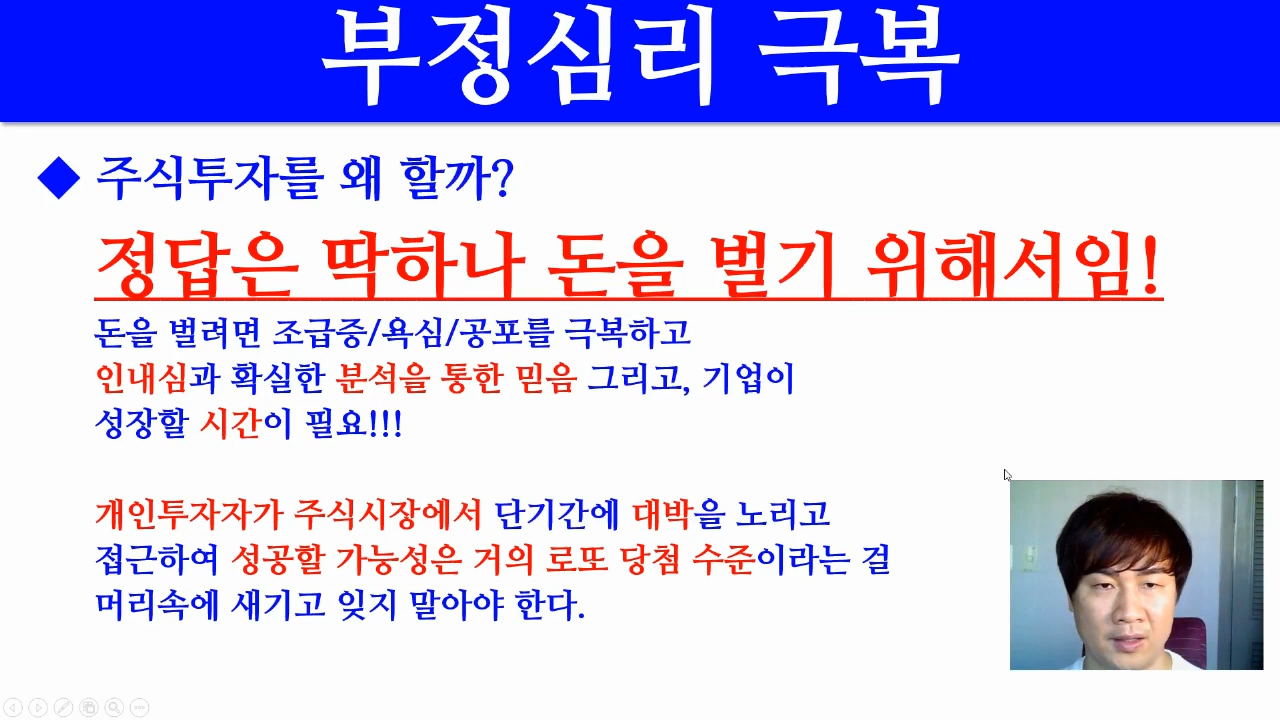 부정심리 극복
◆ 주식투자를 왜 할까?
정답은 딱하나 돈을 벌기 위해서임!
돈을 벌려면 조급증/욕심/공포를 극복하고
인내심과 확실한 분석을 통한 믿음 그리고, 기업이
성장할 시간이 필요!!!
개인투자자가 주식시장에서 단기간에 대박을 노리고
접근하여 성공할 가능성은 거의 로또 당첨 수준이라는 걸
머리속에 새기고 잊지 말아야 한다.